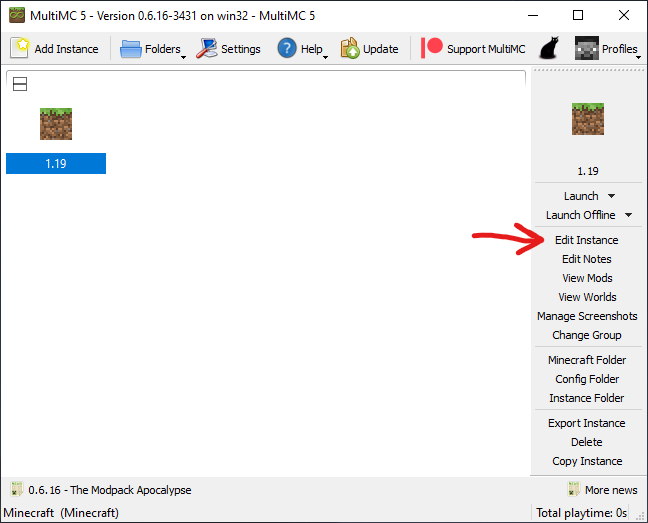 MultiMC 5 - Version 0.6.16-3431 on win32 - MultiMC 5
Add Instance Folders Settings Help Update Support MultiMC Profiles
1.19
1.19
Launch
Launch Offline
Edit Instance
Edit Notes
View Mods
View Worlds
Manage Screenshots
Change Group
Minecraft Folder
Config Folder
Instance Folder
Export Instance
Delete
Copy Instance
0.6.16 - The Modpack Apocalypse More news
Minecraft (Minecraft) Total playtime: 0s